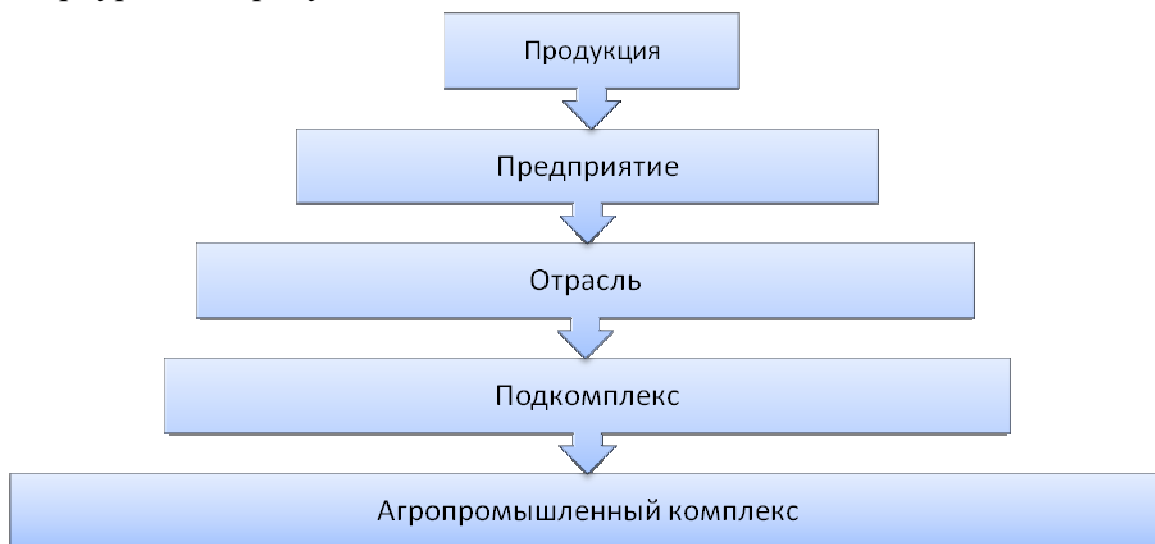 Продукция
Предприятие
Отрасль
Подкомплекс
Агропромышленный комплекс